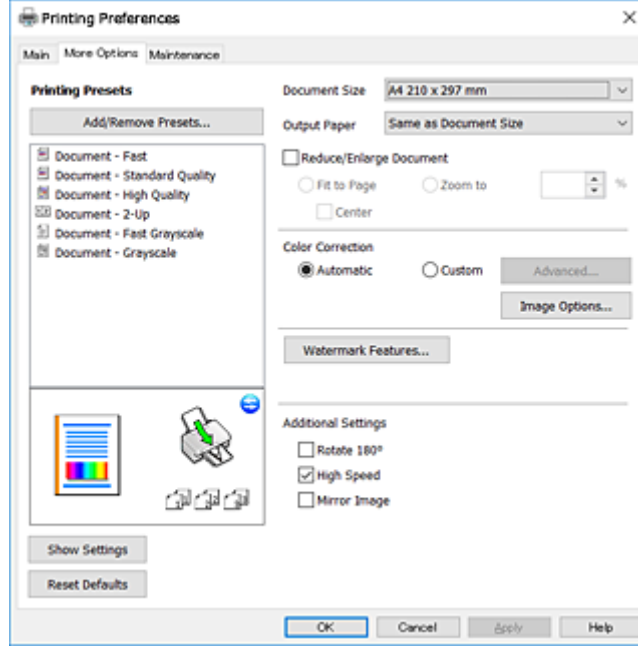 Printing Preferences
Main More Options Maintenance
Printing Presets
Add/Remove Presets...
Document - Fast
Document - Standard Quality
Document - High Quality
Document - 2-Up
Document - Fast Grayscale
Document - Grayscale
Show Settings
Reset Defaults
Document Size A4 210 x 297 mm
Output Paper Same as Document Size
Reduce/Enlarge Document
Fit to Page Zoom to %
Center
Color Correction
Automatic Custom Advanced...
Image Options...
Watermark Features...
Additional Settings
Rotate 180°
High Speed
Mirror Image
OK Cancel Apply Help